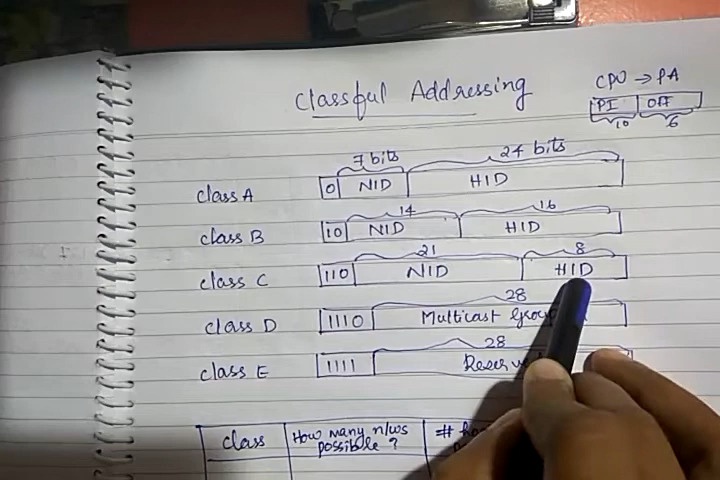 Classful Addressing
CPU → PA
PI Off
10 6
7 bits 24 bits
class A 0 NID HID
14 16
class B 10 NID HID
21 8
class C 110 NID HID
28
class D 1110 Multicast
28
class E 1111
class How many n/ws #
possible ?